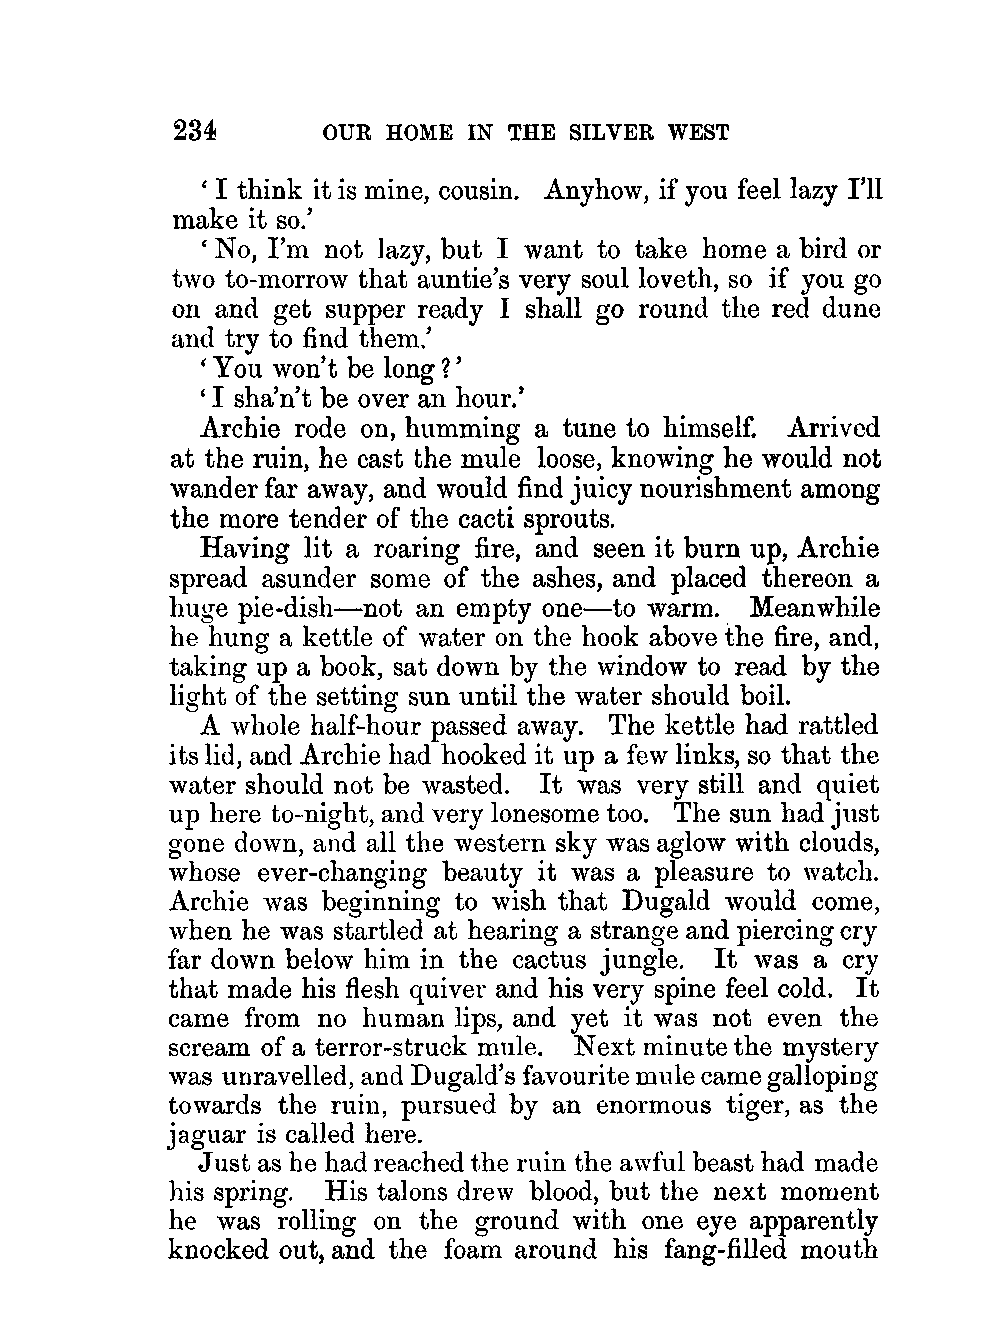 234 OUR HOME IN THE SILVER WEST
‘I think it is mine, cousin. Anyhow, if you feel lazy I’ll
make it so.’
‘No, I’m not lazy, but I want to take home a bird or
two to-morrow that auntie’s very soul loveth, so if you go
on and get supper ready I shall go round the red dune
and try to find them.’
‘You won’t be long?’
‘I sha’n’t be over an hour.’
Archie rode on, humming a tune to himself. Arrived
at the ruin, he cast the mule loose, knowing he would not
wander far away, and would find juicy nourishment among
the more tender of the cacti sprouts.
Having lit a roaring fire, and seen it burn up, Archie
spread asunder some of the ashes, and placed thereon a
huge pie-dish—not an empty one—to warm. Meanwhile
he hung a kettle of water on the hook above the fire, and,
taking up a book, sat down by the window to read by the
light of the setting sun until the water should boil.
A whole half-hour passed away. The kettle had rattled
its lid, and Archie had hooked it up a few links, so that the
water should not be wasted. It was very still and quiet
up here to-night, and very lonesome too. The sun had just
gone down, and all the western sky was aglow with clouds,
whose ever-changing beauty it was a pleasure to watch.
Archie was beginning to wish that Dugald would come,
when he was startled at hearing a strange and piercing cry
far down below him in the cactus jungle. It was a cry
that made his flesh quiver and his very spine feel cold. It
came from no human lips, and yet it was not even the
scream of a terror-struck mule. Next minute the mystery
was unravelled, and Dugald’s favourite mule came galloping
towards the ruin, pursued by an enormous tiger, as the
jaguar is called here.
Just as he had reached the ruin the awful beast had made
his spring. His talons drew blood, but the next moment
he was rolling on the ground with one eye apparently
knocked out, and the foam around his fang-filled mouth